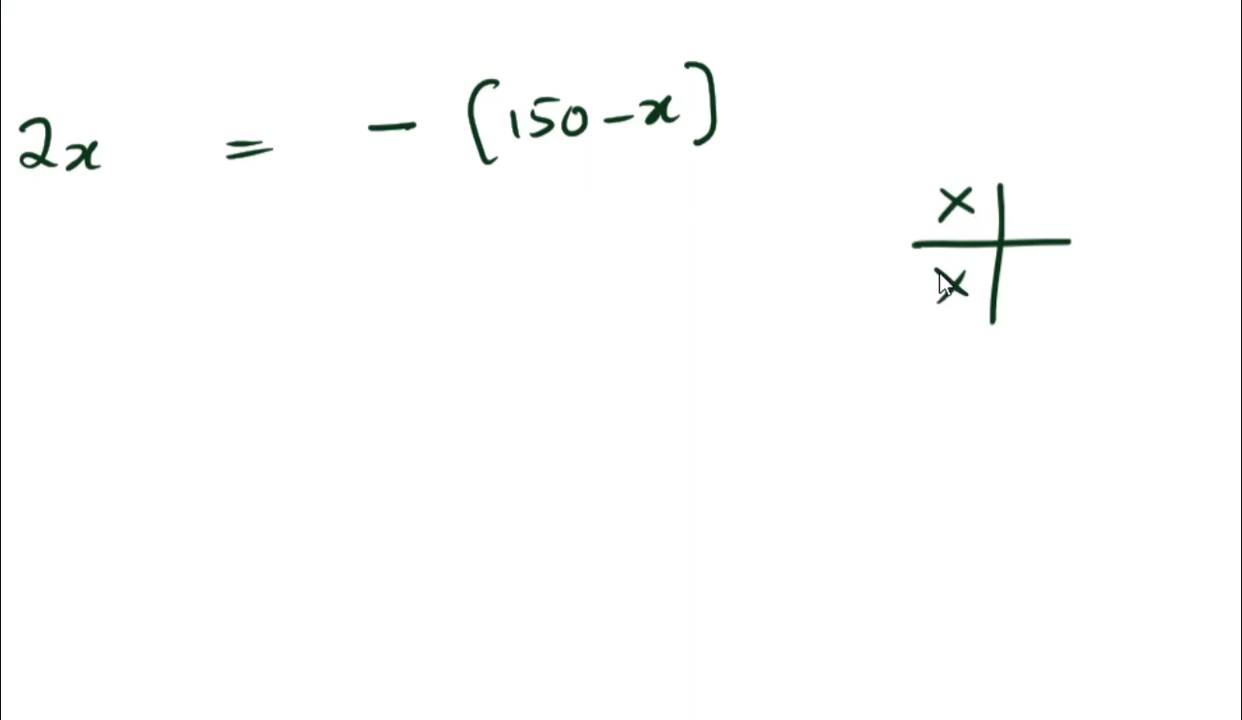 2x = - (150-x)
x
x